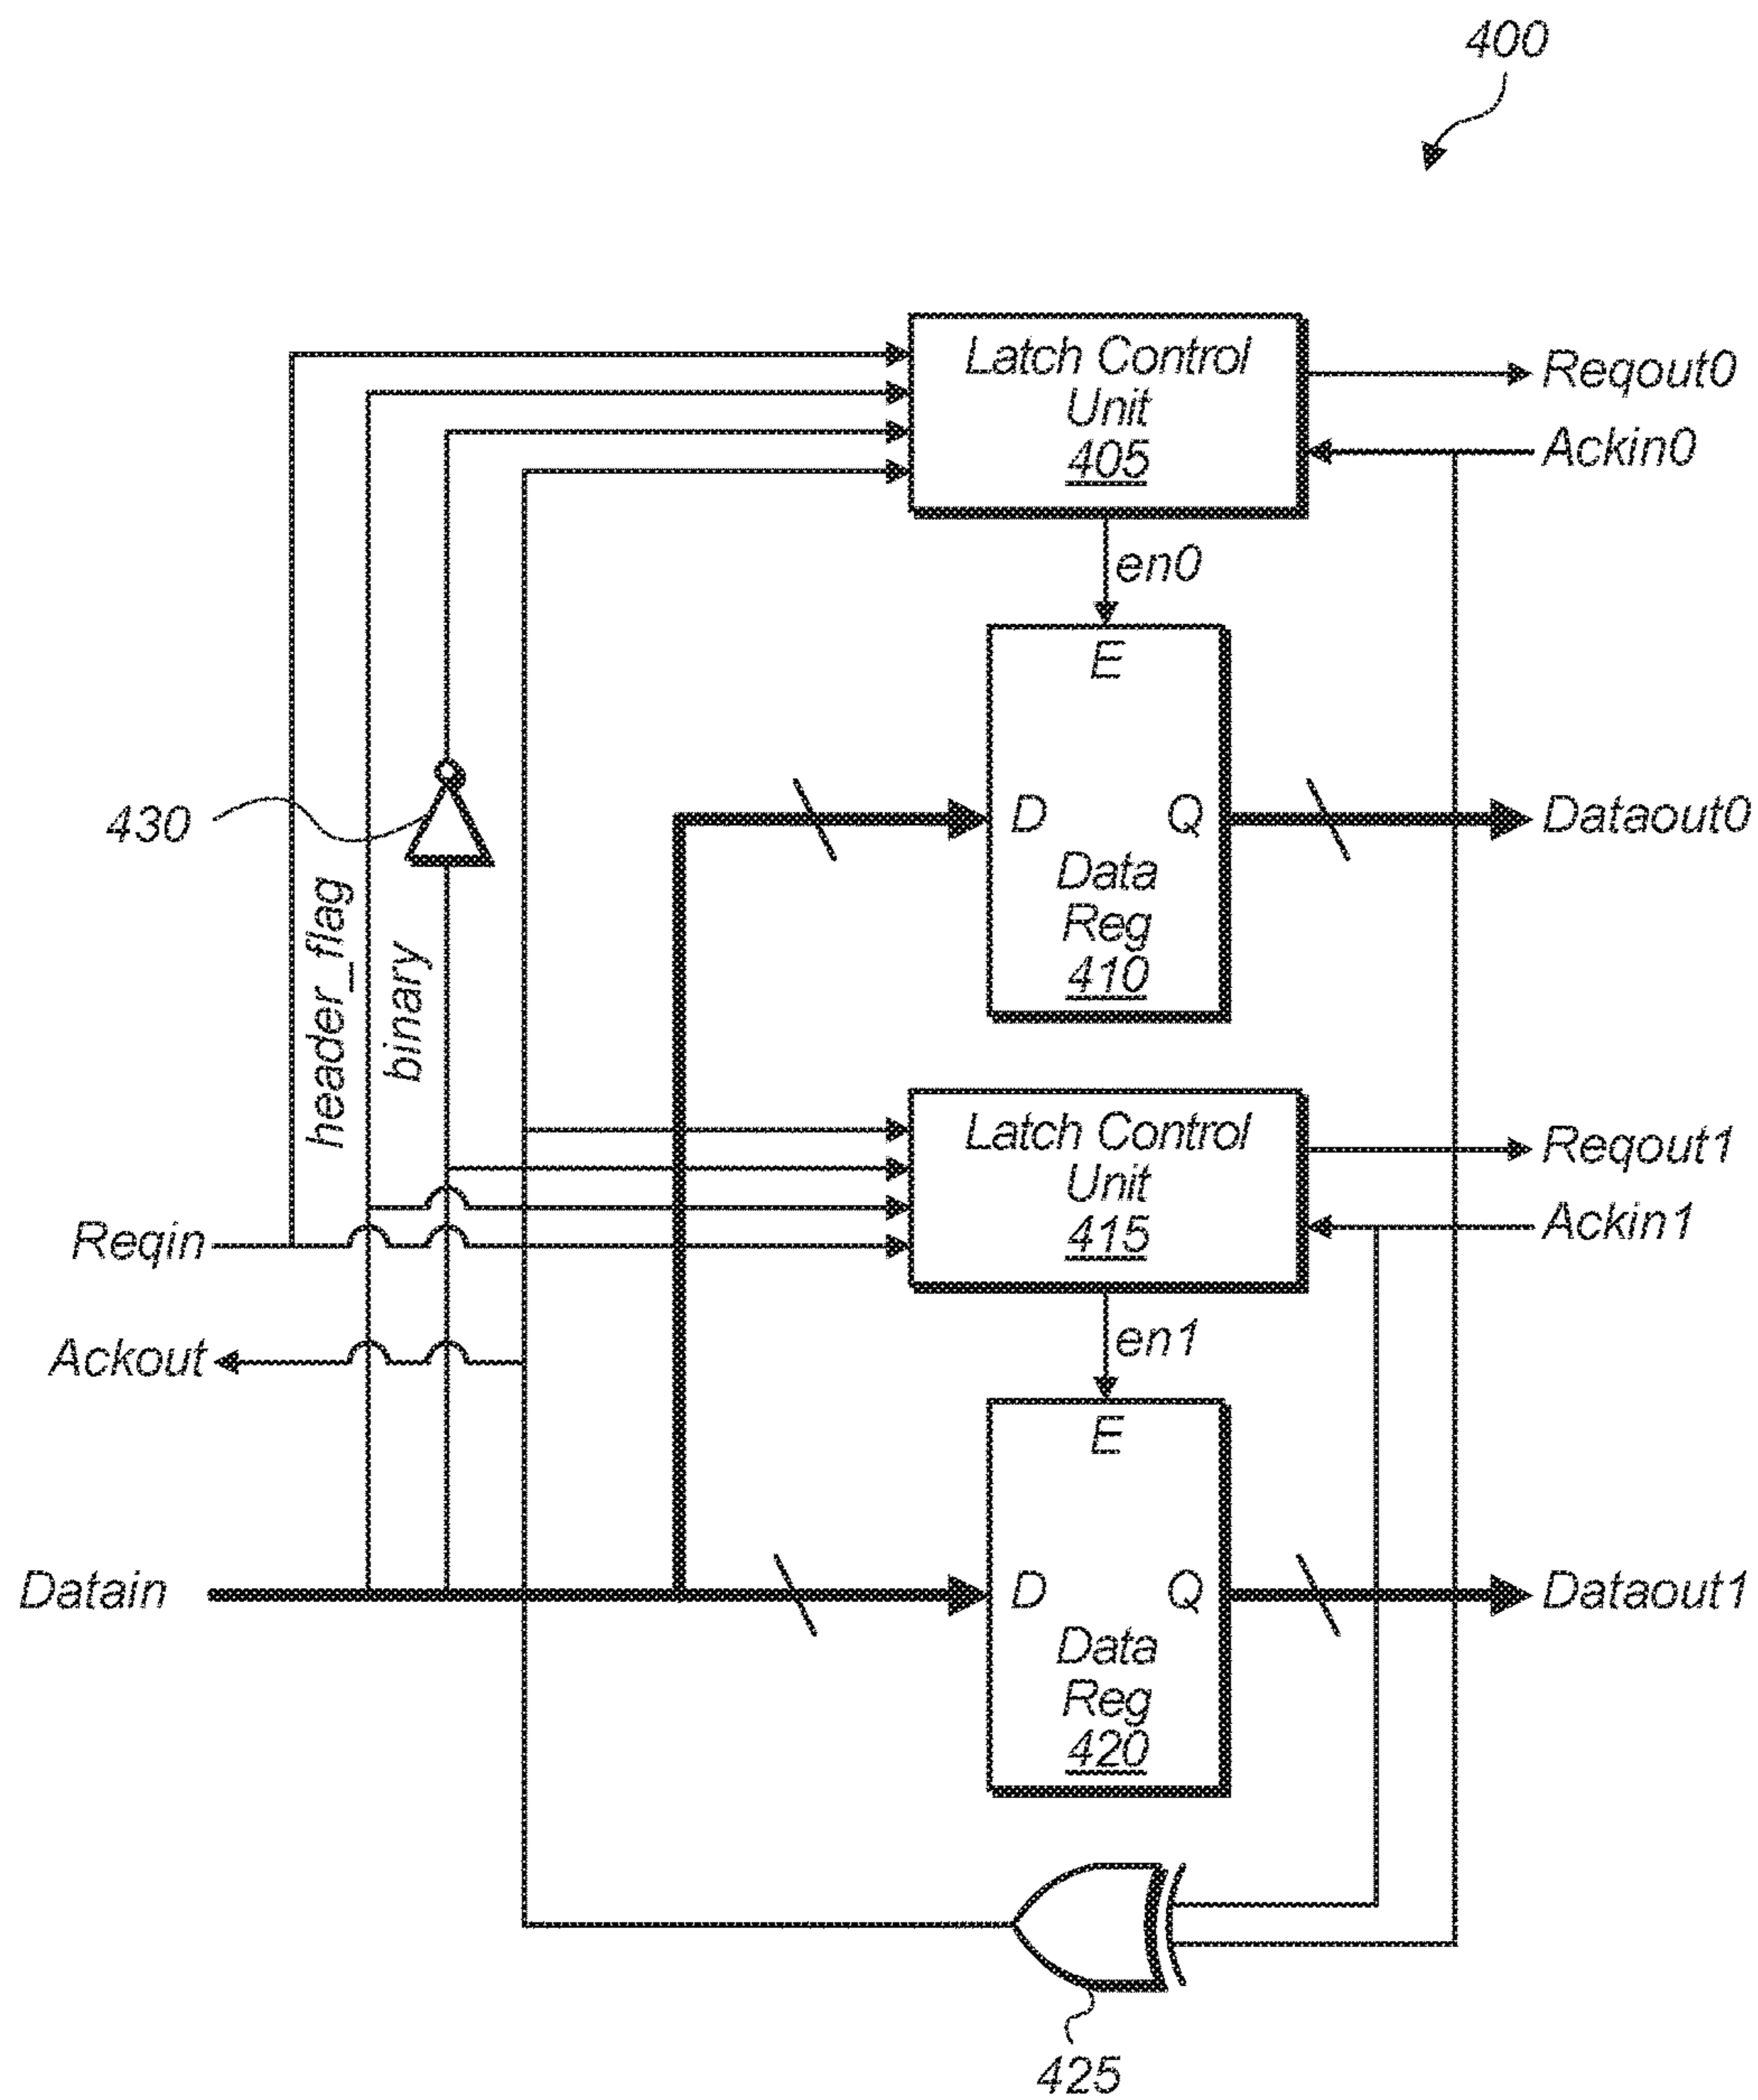 400
Latch Control
Unit
405
Reqout0
Ackin0
en0
E
D
Q
Data
Reg
410
Dataout0
430
header_flag
binary
Latch Control
Unit
415
Reqout1
Ackin1
Reqin
Ackout
en1
E
Datain
D
Q
Data
Reg
420
Dataout1
425